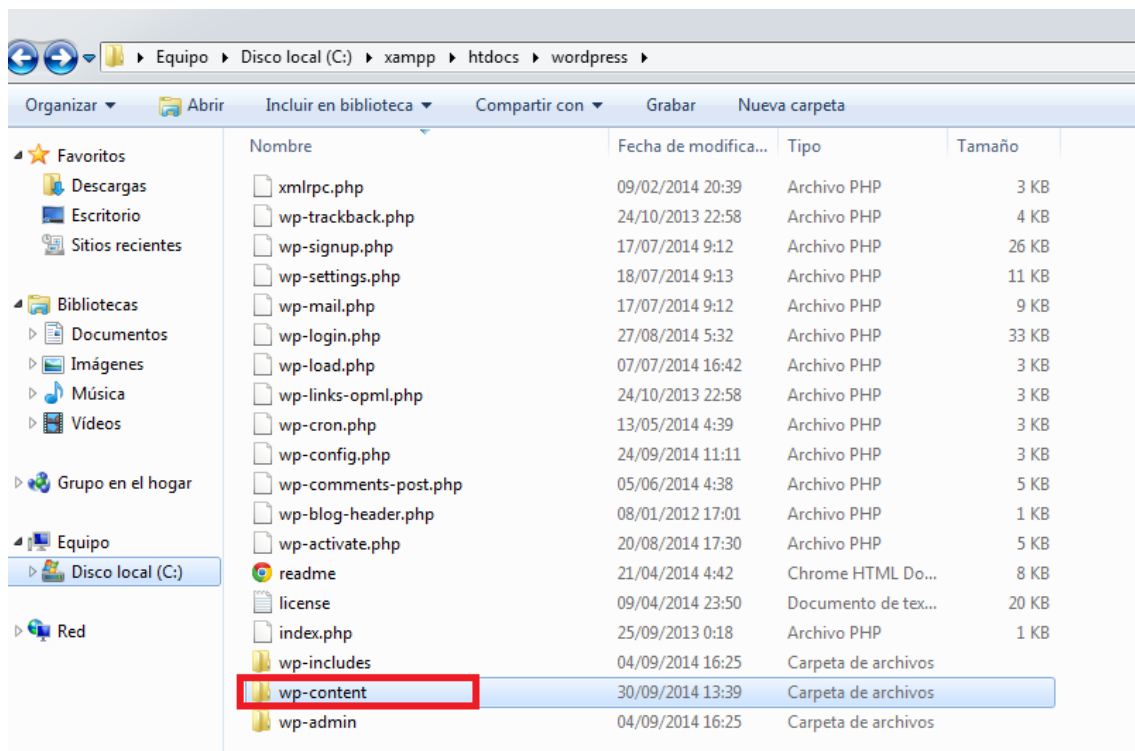 Equipo Disco local (C:) xampp htdocs wordpress
Organizar Abrir Incluir en biblioteca Compartir con Grabar Nueva carpeta
Favoritos
Descargas
Escritorio
Sitios recientes
Bibliotecas
Documentos
Imágenes
Música
Vídeos
Grupo en el hogar
Equipo
Disco local (C:)
Red
Nombre Fecha de modifica... Tipo Tamaño
xmlrpc.php 09/02/2014 20:39 Archivo PHP 3 KB
wp-trackback.php 24/10/2013 22:58 Archivo PHP 4 KB
wp-signup.php 17/07/2014 9:12 Archivo PHP 26 KB
wp-settings.php 18/07/2014 9:13 Archivo PHP 11 KB
wp-mail.php 17/07/2014 9:12 Archivo PHP 9 KB
wp-login.php 27/08/2014 5:32 Archivo PHP 33 KB
wp-load.php 07/07/2014 16:42 Archivo PHP 3 KB
wp-links-opml.php 24/10/2013 22:58 Archivo PHP 3 KB
wp-cron.php 13/05/2014 4:39 Archivo PHP 3 KB
wp-config.php 24/09/2014 11:11 Archivo PHP 3 KB
wp-comments-post.php 05/06/2014 4:38 Archivo PHP 5 KB
wp-blog-header.php 08/01/2012 17:01 Archivo PHP 1 KB
wp-activate.php 20/08/2014 17:30 Archivo PHP 5 KB
readme 21/04/2014 4:42 Chrome HTML Do... 8 KB
license 09/04/2014 23:50 Documento de tex... 20 KB
index.php 25/09/2013 0:18 Archivo PHP 1 KB
wp-includes 04/09/2014 16:25 Carpeta de archivos
wp-content 30/09/2014 13:39 Carpeta de archivos
wp-admin 04/09/2014 16:25 Carpeta de archivos